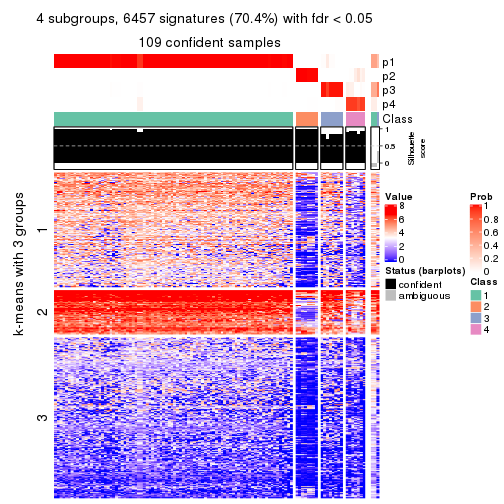 4 subgroups, 6457 signatures (70.4%) with fdr < 0.05
109 confident samples
p1
p2
p3
p4
Class
1
0.5
0
Silhouette
score
k-means with 3 groups
1
2
3
Value
8
6
4
2
0
Status (barplots)
confident
ambiguous
Prob
1
0.8
0.6
0.4
0.2
0
Class
1
2
3
4